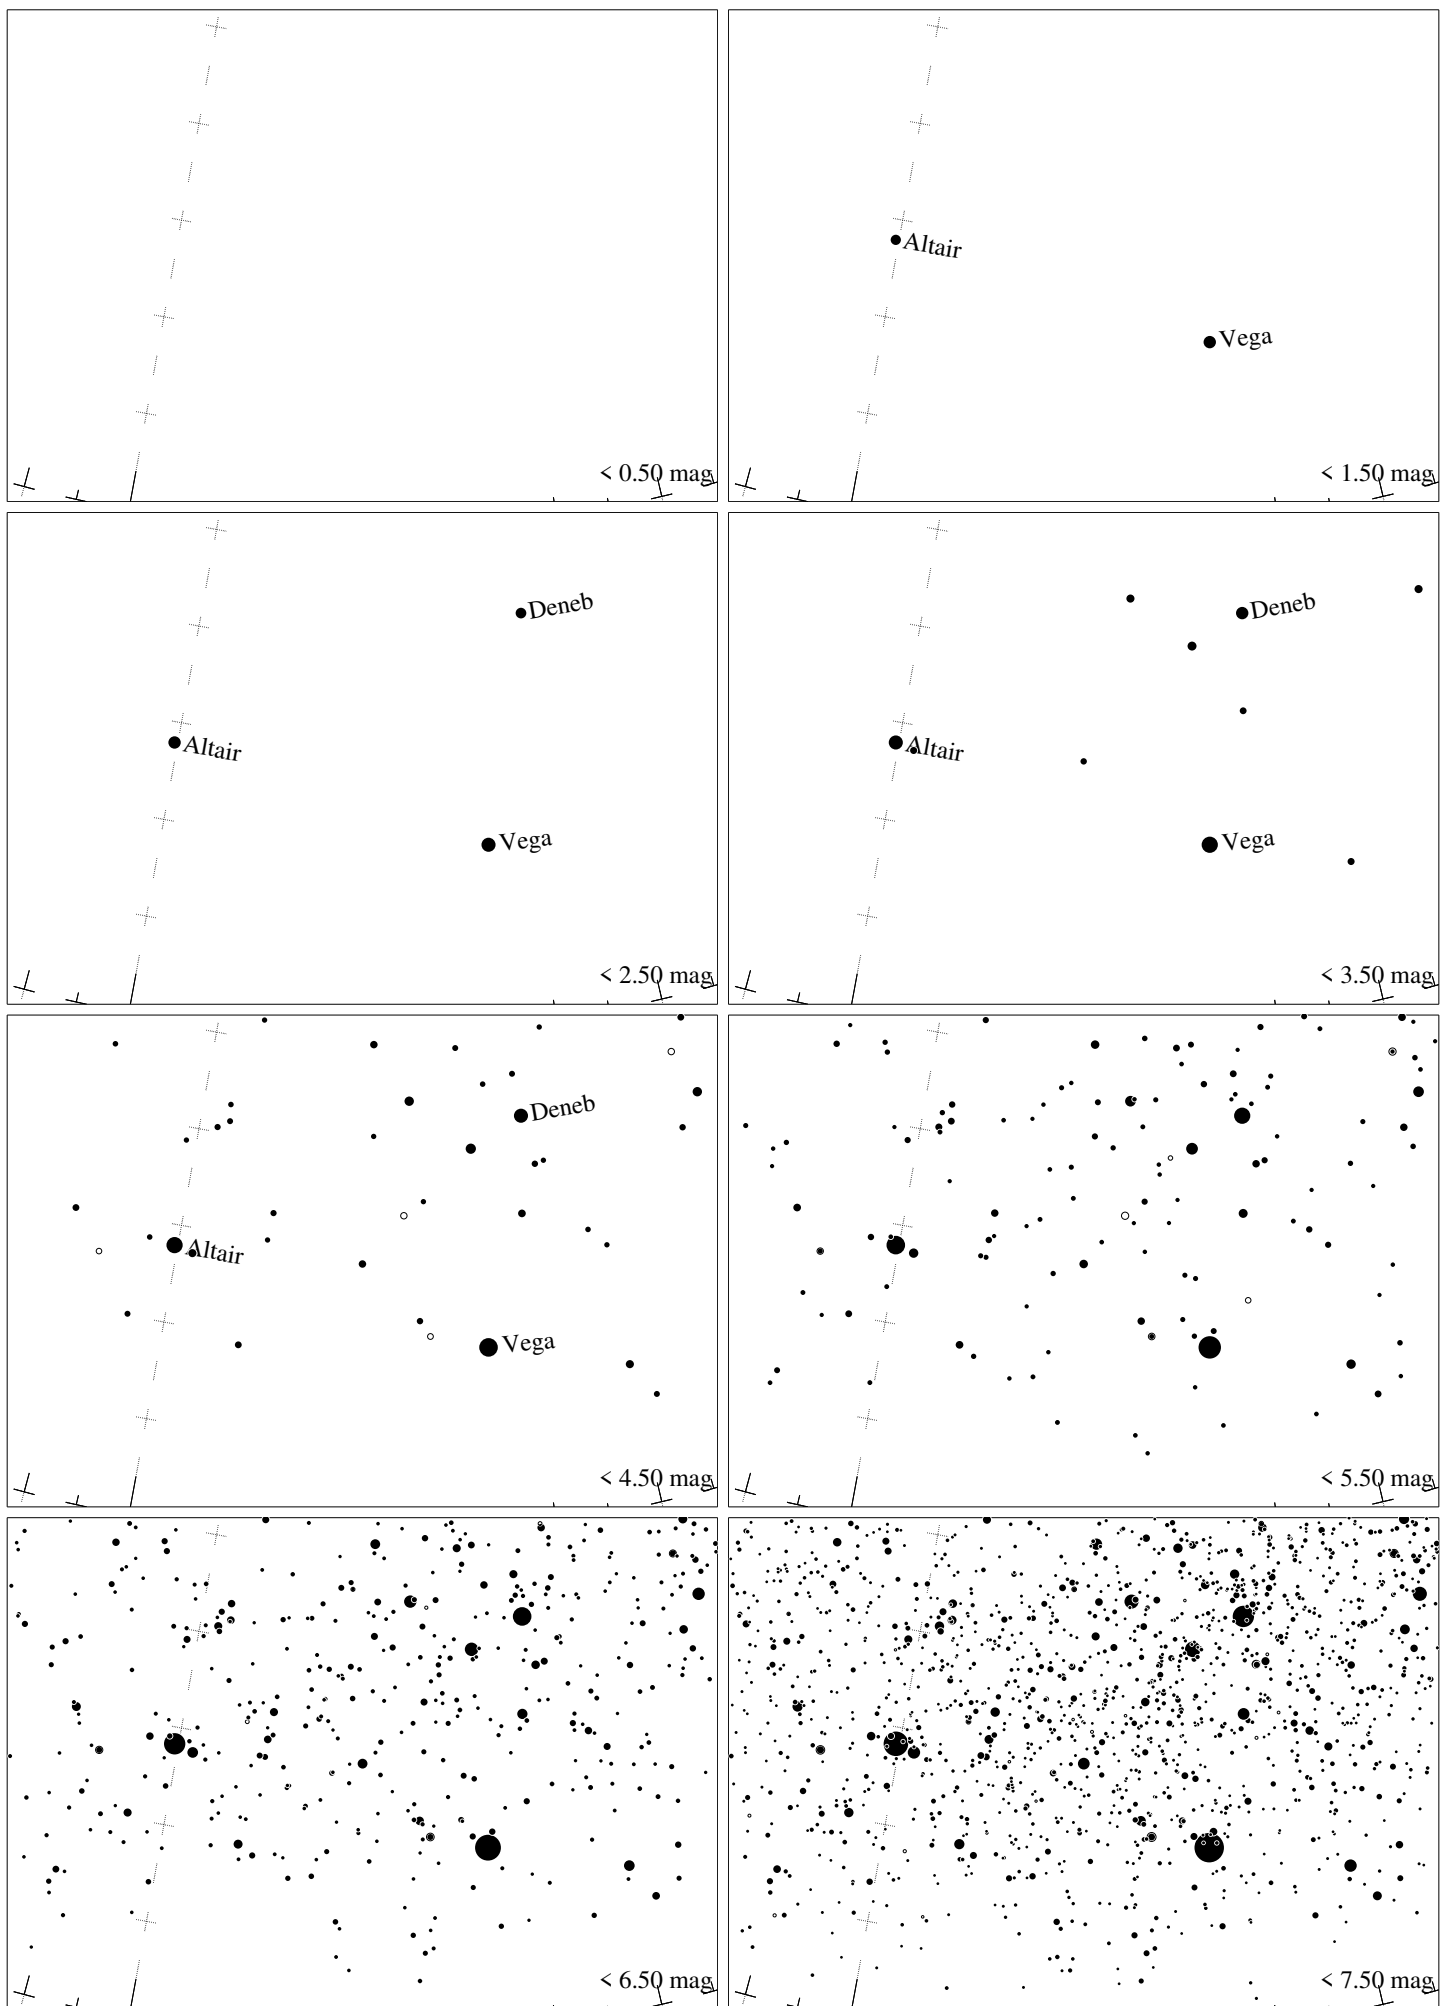 < 0.50 mag
Altair
Vega
< 1.50 mag
Deneb
Altair
Vega
< 2.50 mag
Deneb
Altair
Vega
< 3.50 mag
Deneb
Altair
Vega
< 4.50 mag
< 5.50 mag
< 6.50 mag
< 7.50 mag